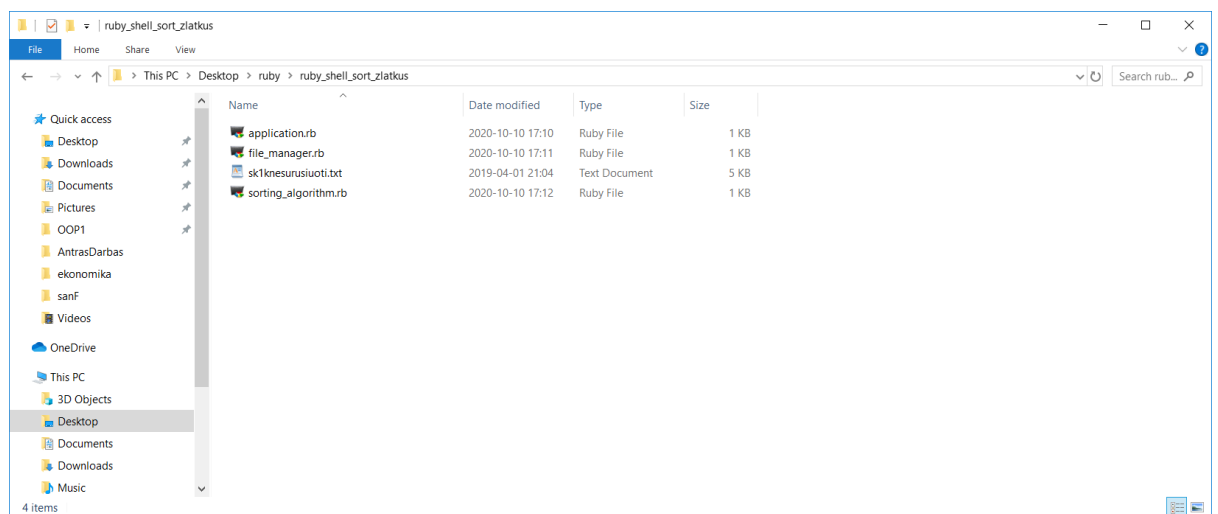 ruby_shell_sort_zlatkus
File Home Share View
This PC > Desktop > ruby > ruby_shell_sort_zlatkus
Search rub...
Name Date modified Type Size
Quick access
Desktop
Downloads
Documents
Pictures
OOP1
AntrasDarbas
ekonomika
sanF
Videos
OneDrive
This PC
3D Objects
Desktop
Documents
Downloads
Music
application.rb 2020-10-10 17:10 Ruby File 1 KB
file_manager.rb 2020-10-10 17:11 Ruby File 1 KB
sk1knesurusiuoti.txt 2019-04-01 21:04 Text Document 5 KB
sorting_algorithm.rb 2020-10-10 17:12 Ruby File 1 KB
4 items